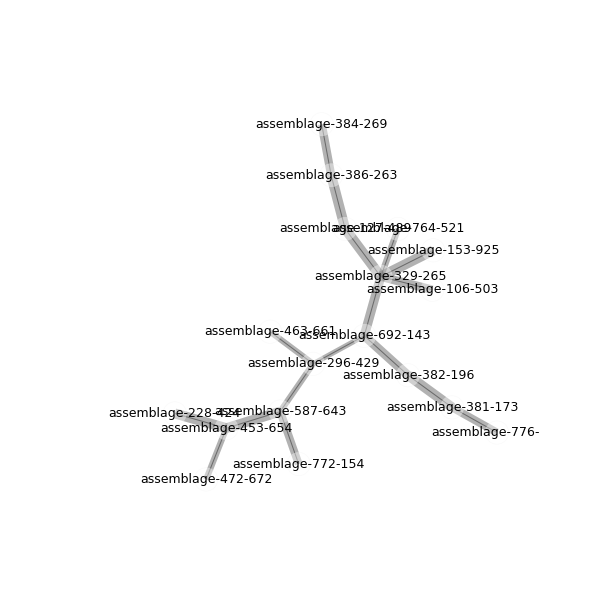 assemblage-384-269
assemblage-386-263
assemblage-127-489
assemblage-764-521
assemblage-153-925
assemblage-329-265
assemblage-106-503
assemblage-463-661
assemblage-692-143
assemblage-296-429
assemblage-382-196
assemblage-381-173
assemblage-228-424
assemblage-587-643
assemblage-453-654
assemblage-776-
assemblage-772-154
assemblage-472-672